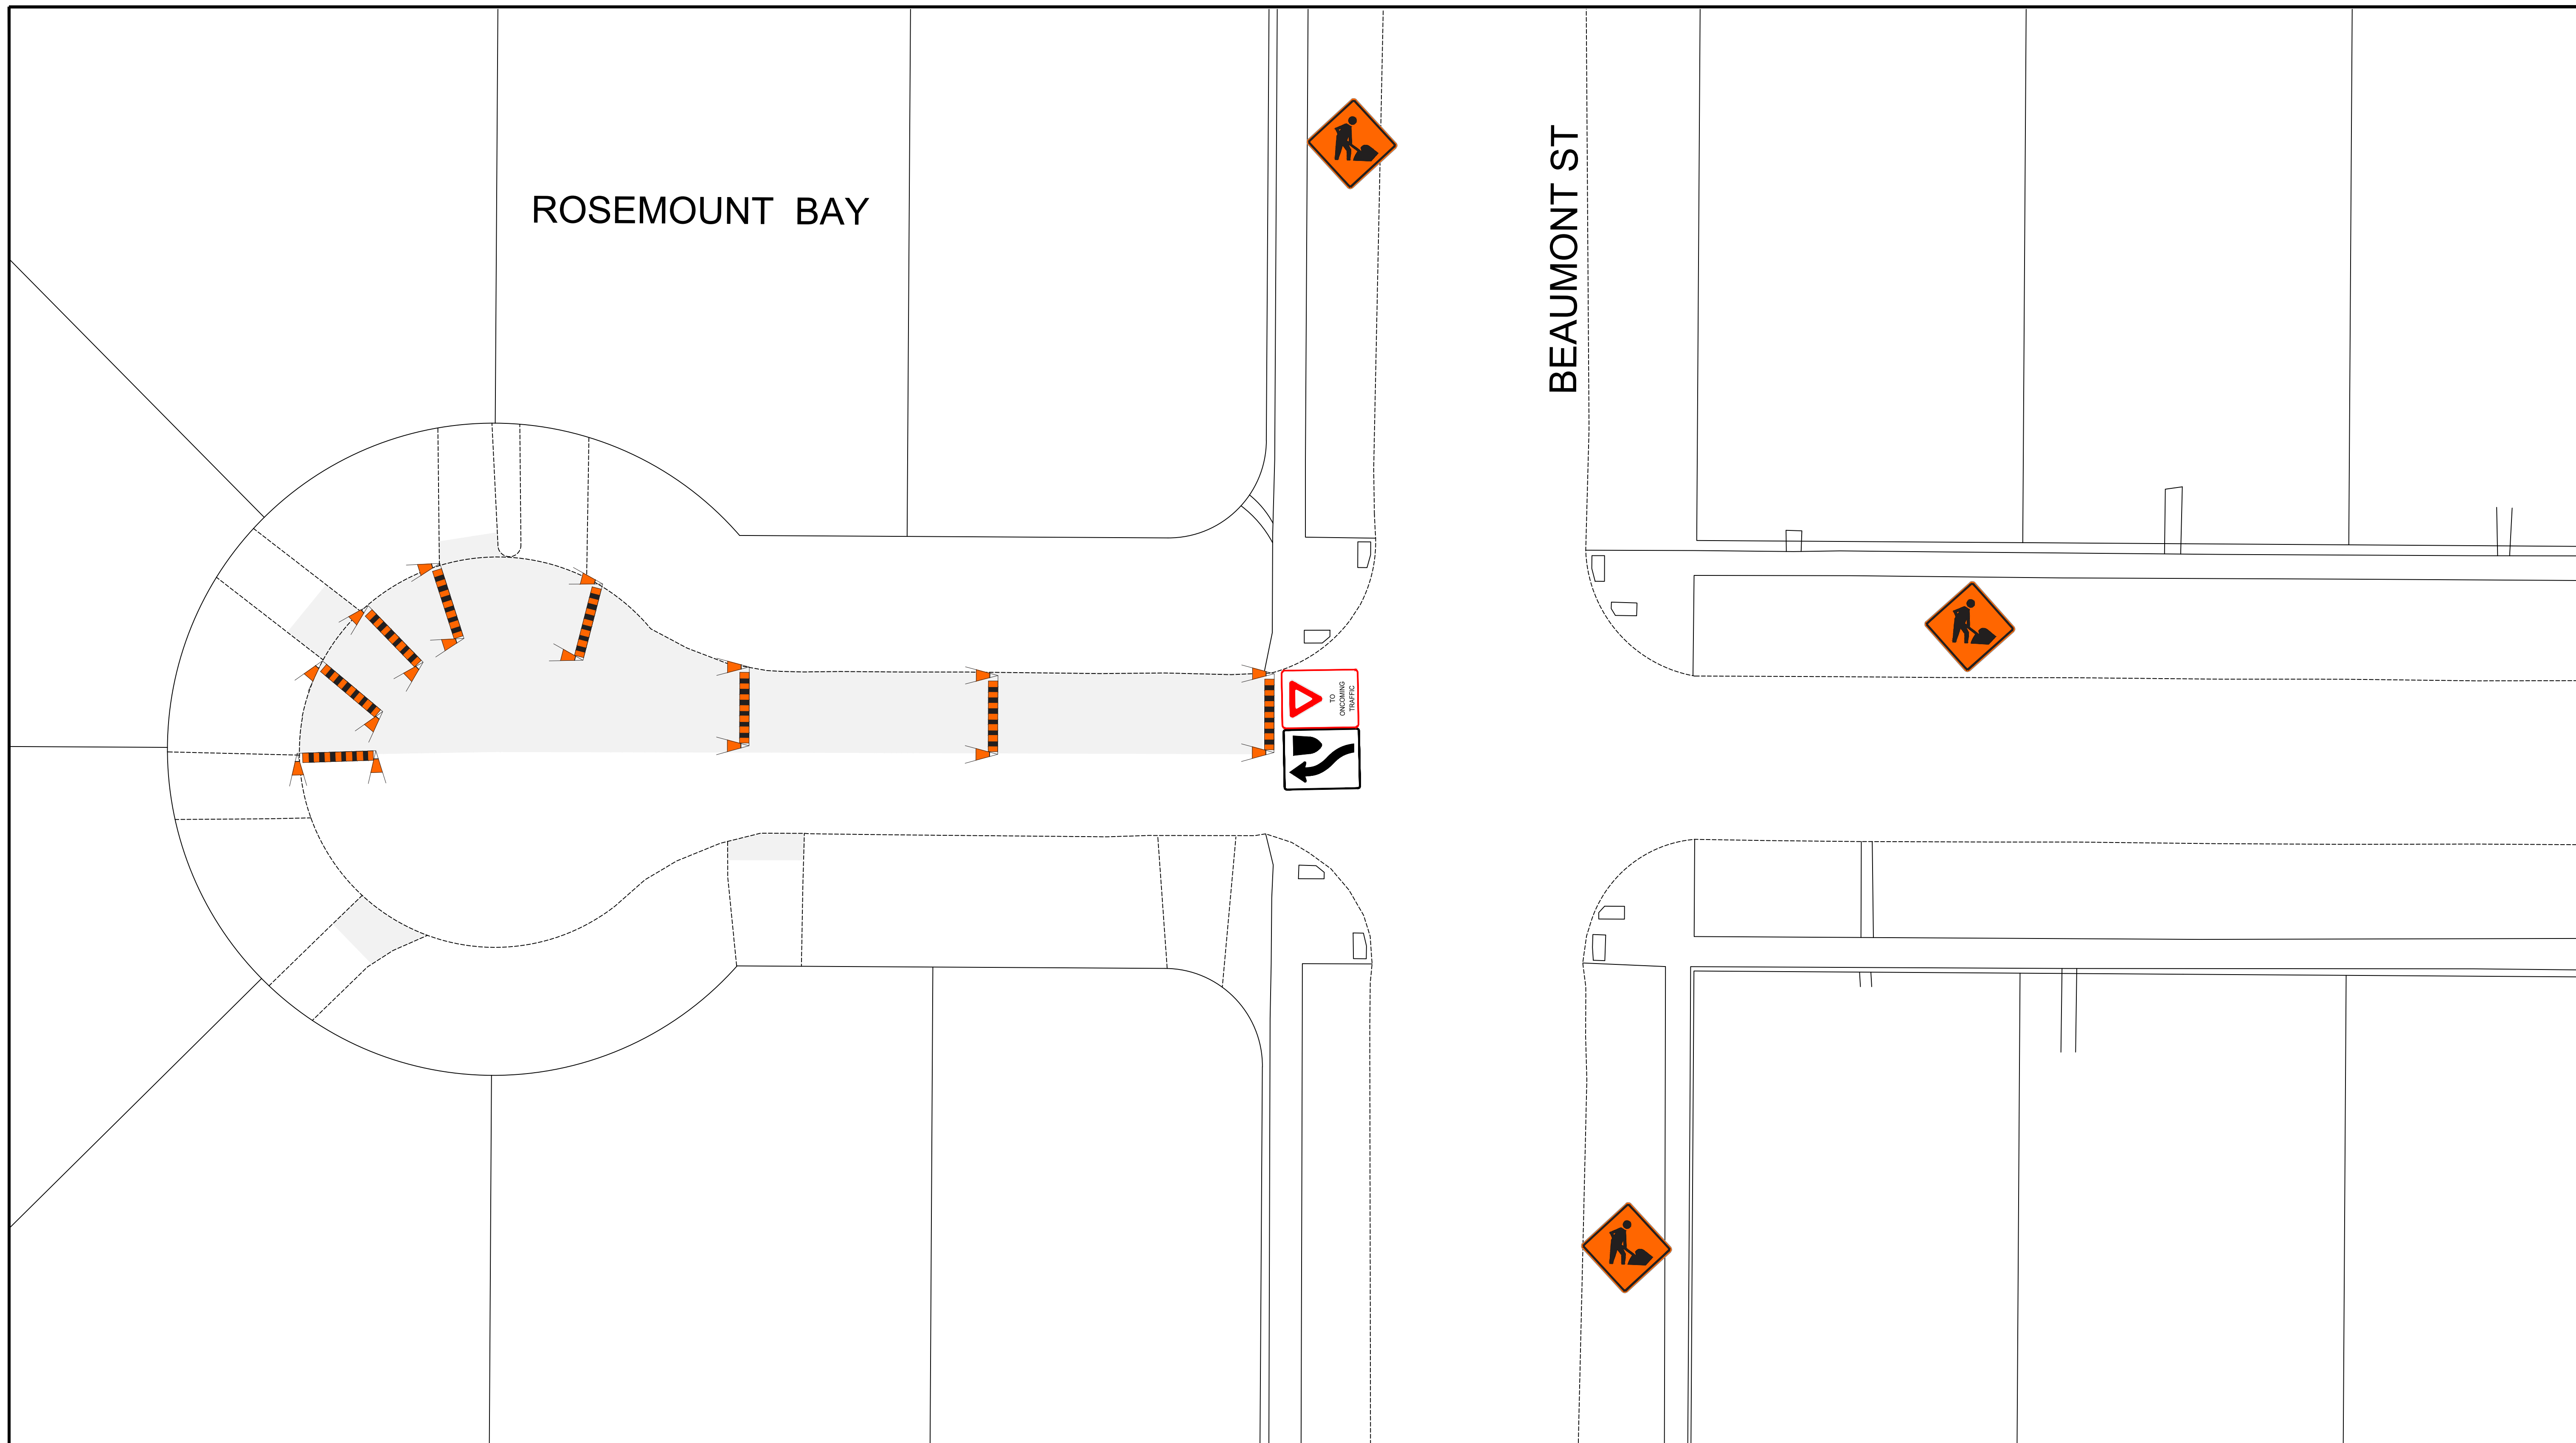 ROSEMOUNT BAY
BEAUMONT ST
TO
ONCOMING
TRAFFIC